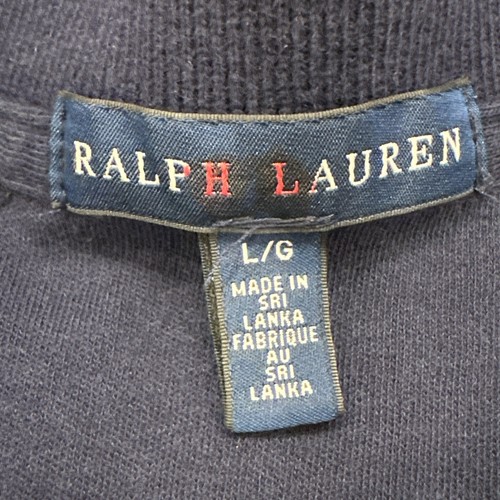 RALPH LAUREN
L/G
MADE IN
SRI
LANKA
FABRIQUE
AU
SRI
LANKA